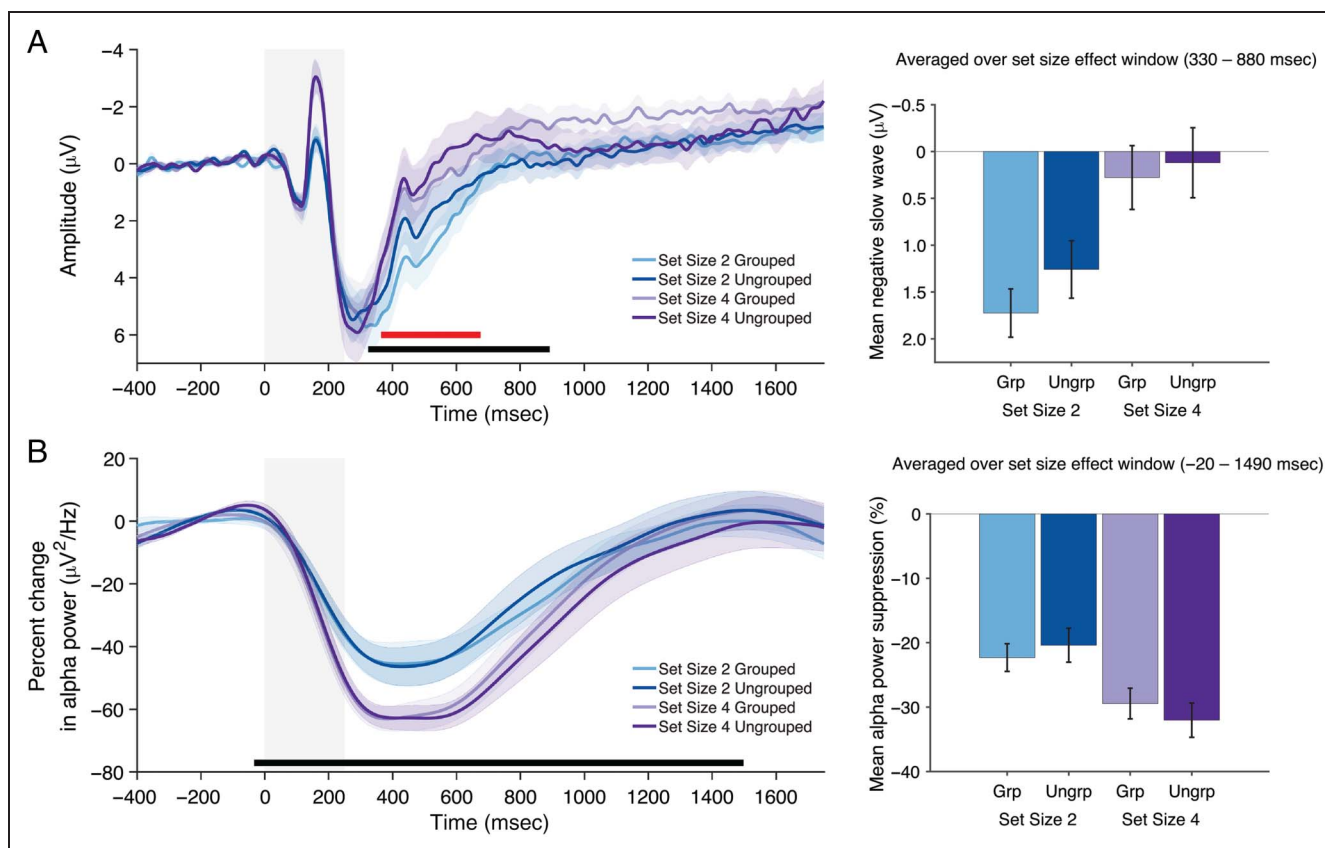 A
Amplitude (μV)
−4
−2
0
2
4
6
Set Size 2 Grouped
Set Size 2 Ungrouped
Set Size 4 Grouped
Set Size 4 Ungrouped
−400 −200 0 200 400 600 800 1000 1200 1400 1600
Time (msec)
Averaged over set size effect window (330 – 880 msec)
Mean negative slow wave (μV)
−0.5
0
0.5
1.0
1.5
2.0
Grp Ungrp Grp Ungrp
Set Size 2 Set Size 4
B
Percent change
in alpha power (μV²/Hz)
20
0
−20
−40
−60
−80
Set Size 2 Grouped
Set Size 2 Ungrouped
Set Size 4 Grouped
Set Size 4 Ungrouped
−400 −200 0 200 400 600 800 1000 1200 1400 1600
Time (msec)
Averaged over set size effect window (−20 – 1490 msec)
Mean alpha power suppression (%)
0
−10
−20
−30
−40
Grp Ungrp Grp Ungrp
Set Size 2 Set Size 4